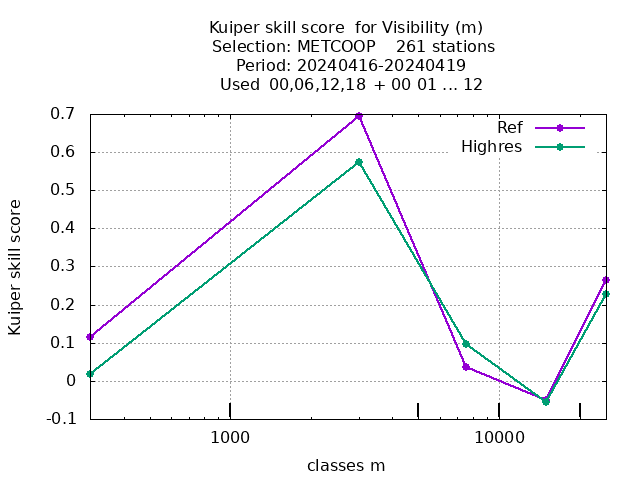 Kuiper skill score  for Visibility (m)
Selection: METCOOP    261 stations
Period: 20240416-20240419
Used  00,06,12,18  + 00 01 ... 12
0.7
0.6
0.5
0.4
0.3
0.2
0.1
0
-0.1
Kuiper skill score
Ref
Highres
1000
10000
classes m